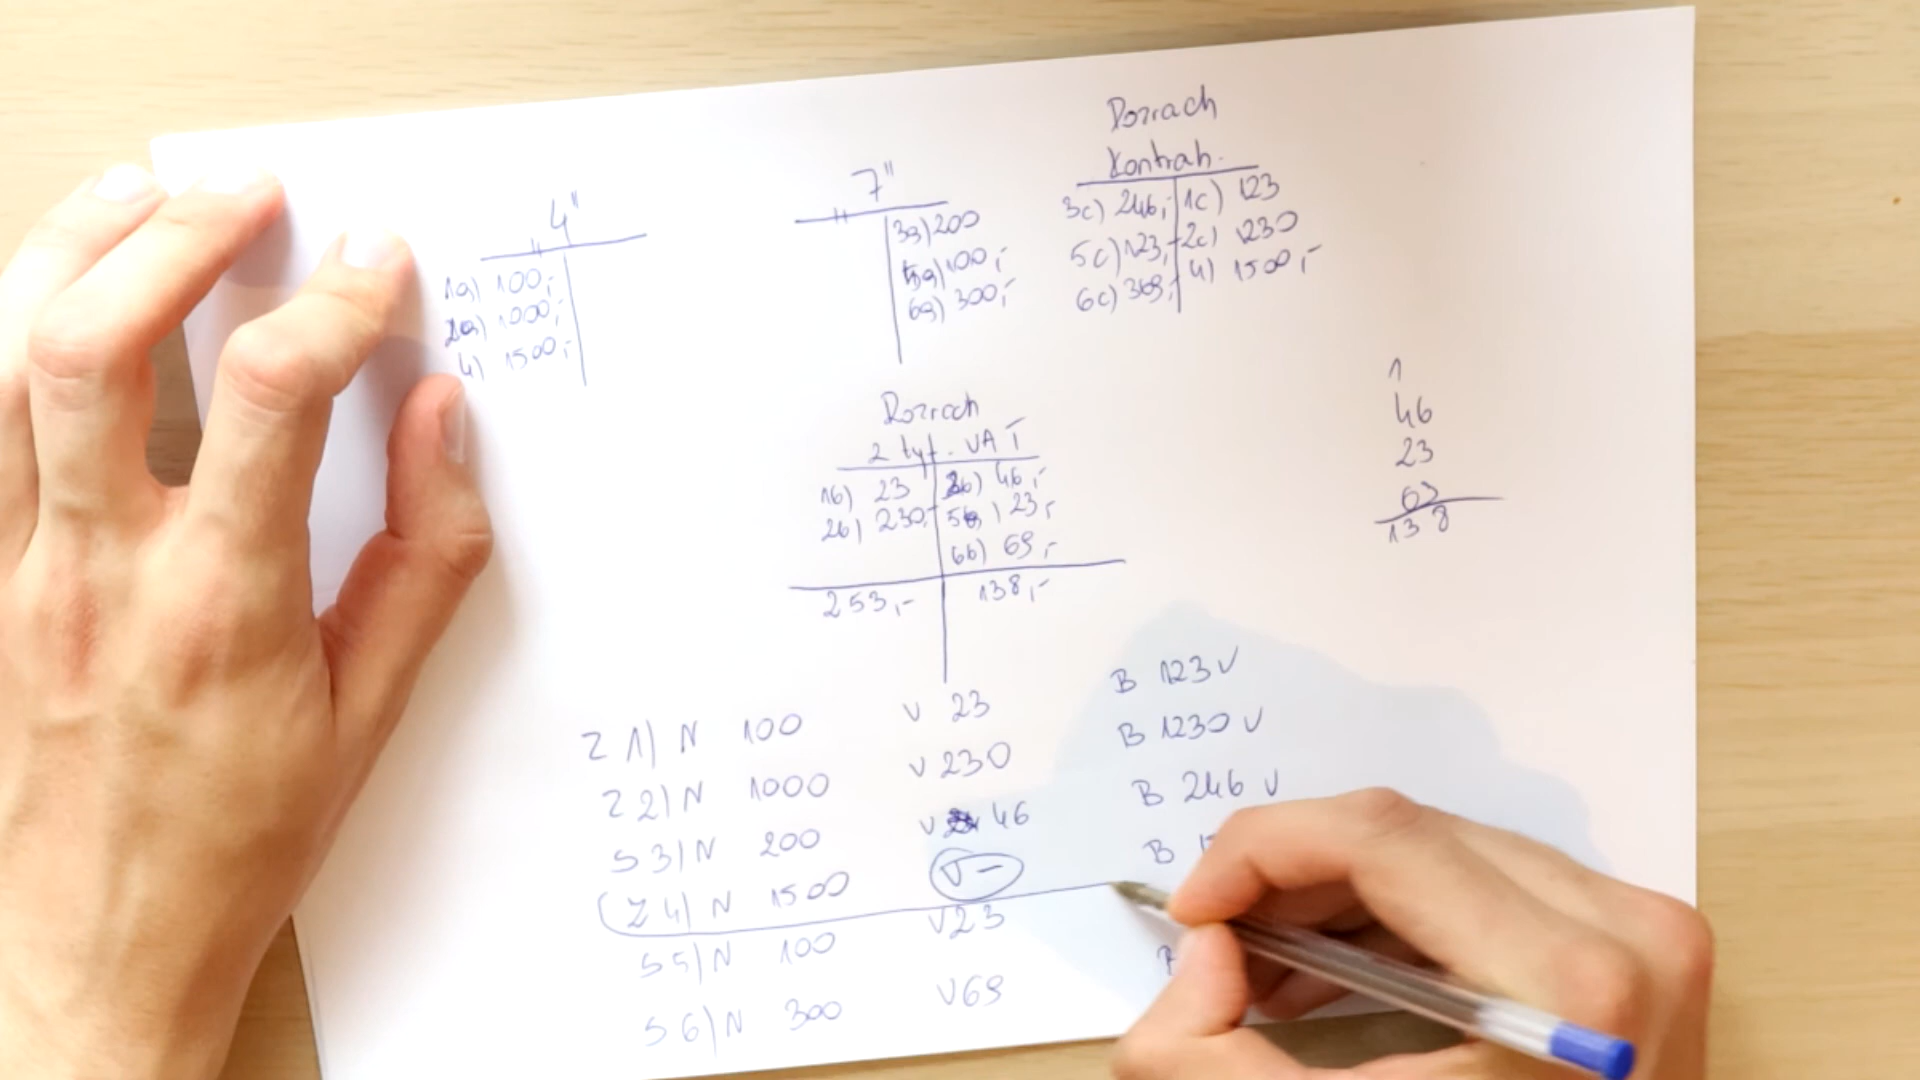 4"
1a) 100,-
2a) 1000,-
4) 1500,-
7"
3a) 200
5a) 100,-
6a) 300,-
Rozrach
Kontrah.
3c) 246,- 1c) 123
5c) 123,- 2c) 1230
6c) 369,- 4) 1500,-
Rozrach
2 tyt. VAT
1b) 23 3b) 46,-
2b) 230,- 5b) 23,-
6b) 69,-
253,- 138,-
1
46
23
69
138
Z 1) N 100 V 23 B 123 V
Z 2) N 1000 V 230 B 1230 V
S 3) N 200 V 46 B 246 V
Z 4) N 1500 V - B
S 5) N 100 V 23
S 6) N 300 V 69